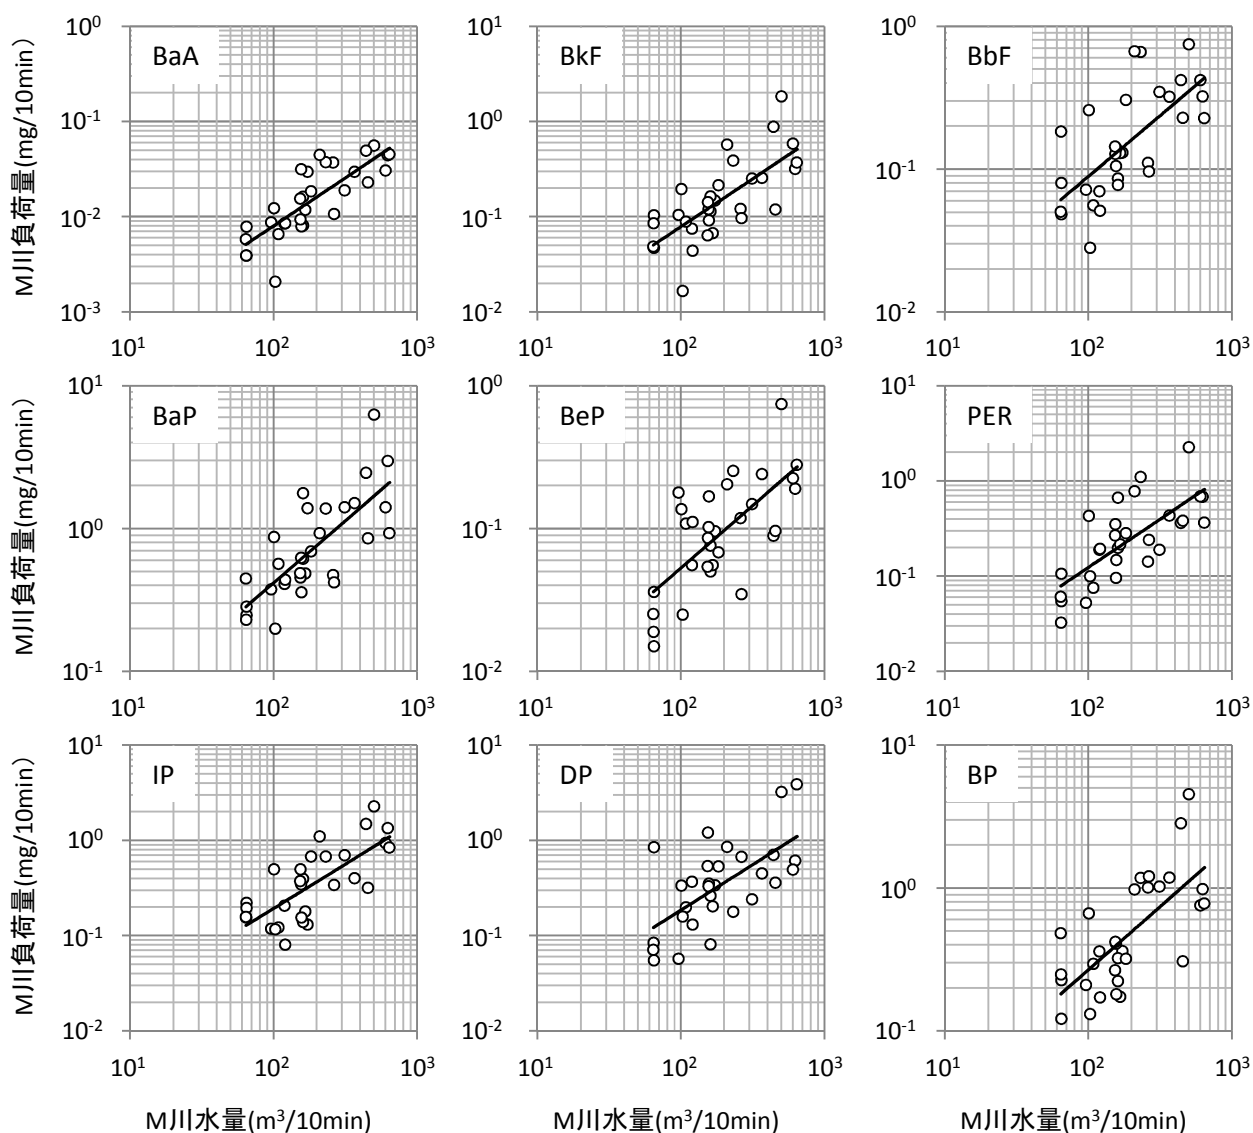 10⁰ 10¹ 10⁰
BaA BkF BbF
10⁻¹ 10⁰ 10⁻¹
10⁻² 10⁻¹
10⁻³ 10⁻² 10⁻²
10¹ 10² 10³ 10¹ 10² 10³ 10¹ 10² 10³
M川負荷量(mg/10min)
10¹ 10⁰ 10¹
BaP BeP PER
10⁰ 10⁻¹ 10⁰
10⁻¹
10⁻¹ 10⁻² 10⁻²
10¹ 10² 10³ 10¹ 10² 10³ 10¹ 10² 10³
M川負荷量(mg/10min)
10¹ 10¹ 10¹
IP DP BP
10⁰ 10⁰ 10⁰
10⁻¹ 10⁻¹
10⁻² 10⁻² 10⁻¹
10¹ 10² 10³ 10¹ 10² 10³ 10¹ 10² 10³
M川負荷量(mg/10min)
M川水量(m³/10min) M川水量(m³/10min) M川水量(m³/10min)